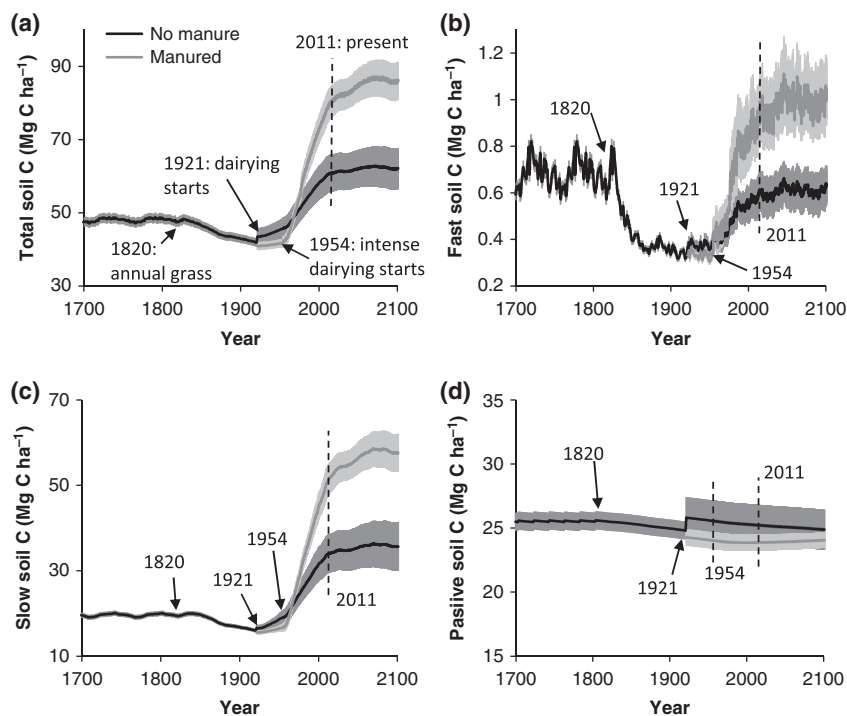 (a)
No manure
Manured
2011: present
Total soil C (Mg C ha⁻¹)
90
70
50
30
1921: dairying
starts
1820:
annual grass
1954: intense
dairying starts
1700 1800 1900 2000 2100
Year
(b)
Fast soil C (Mg C ha⁻¹)
1.2
1
0.8
0.6
0.4
0.2
1820
1921
2011
1954
1700 1800 1900 2000 2100
Year
(c)
Slow soil C (Mg C ha⁻¹)
70
50
30
10
1820
1921
1954
2011
1700 1800 1900 2000 2100
Year
(d)
Pasiive soil C (Mg C ha⁻¹)
35
30
25
20
15
1820
2011
1921
1954
1700 1800 1900 2000 2100
Year